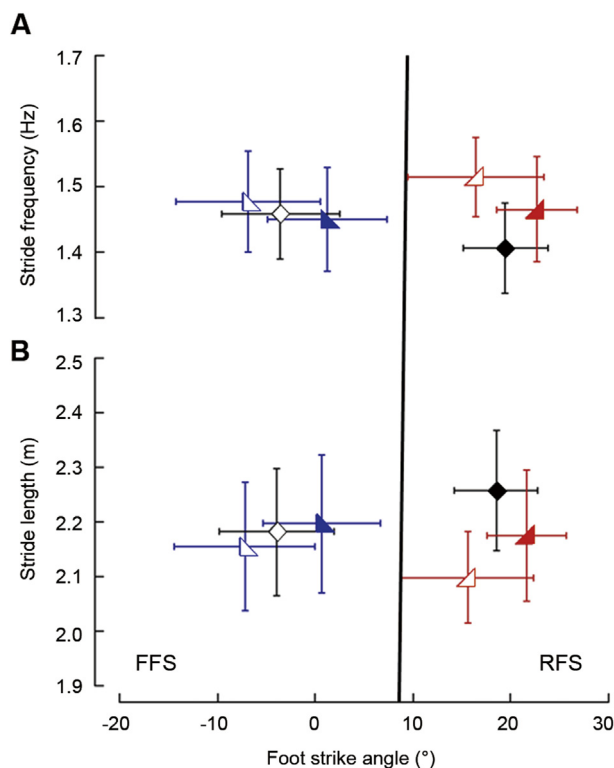 A
Stride frequency (Hz)
1.7
1.6
1.5
1.4
1.3
B
Stride length (m)
2.5
2.4
2.3
2.2
2.1
2.0
1.9
FFS
RFS
-20 -10 0 10 20 30
Foot strike angle (°)